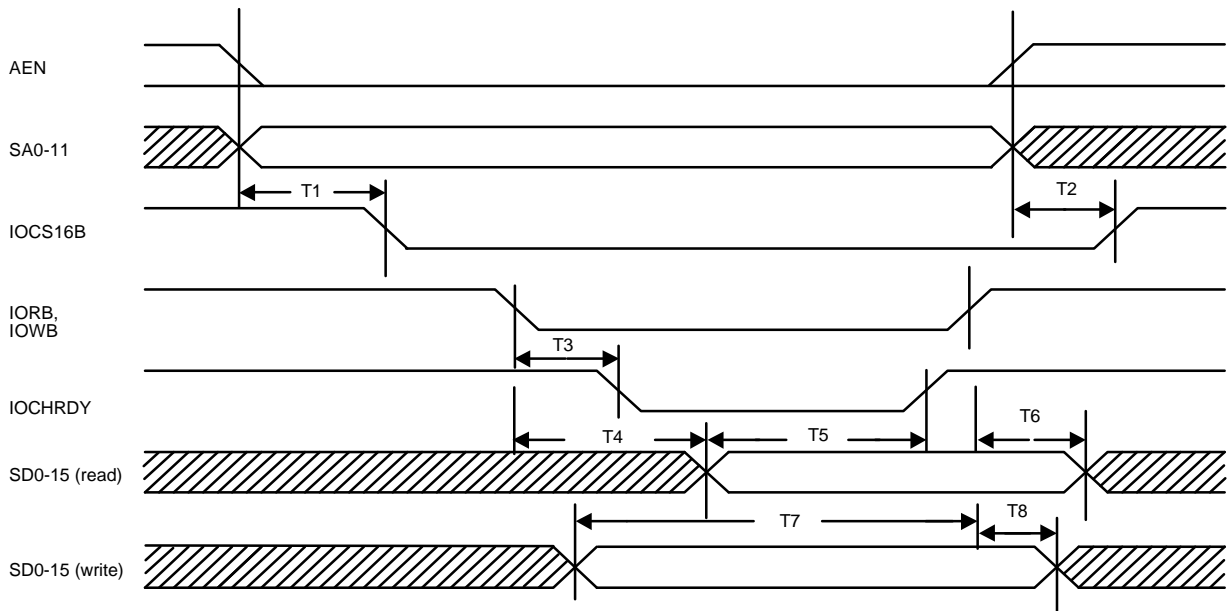 AEN
SA0-11
T1
T2
IOCS16B
IORB,
IOWB
T3
IOCHRDY
T4
T5
T6
SD0-15 (read)
T7
T8
SD0-15 (write)